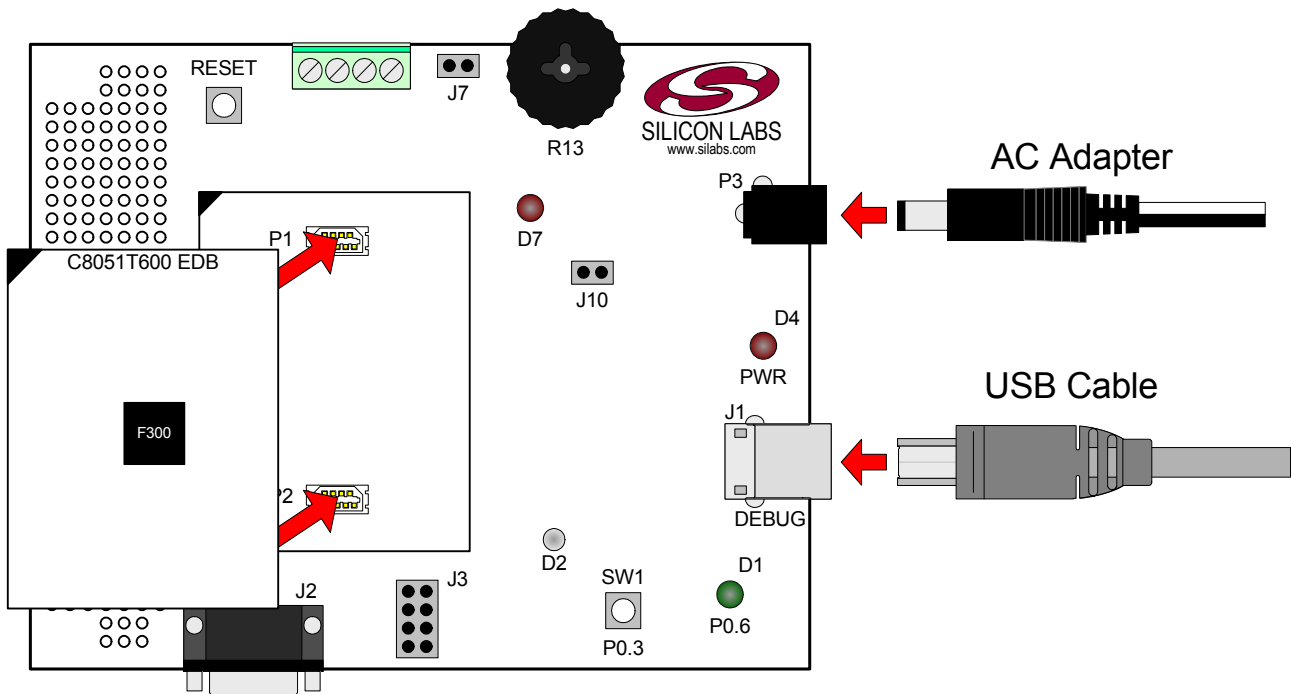 RESET
J7
R13
SILICON LABS
www.silabs.com
AC Adapter
P3
P1
D7
C8051T600 EDB
J10
D4
PWR
USB Cable
J1
F300
P2
DEBUG
D2
J3
SW1
D1
J2
P0.3
P0.6